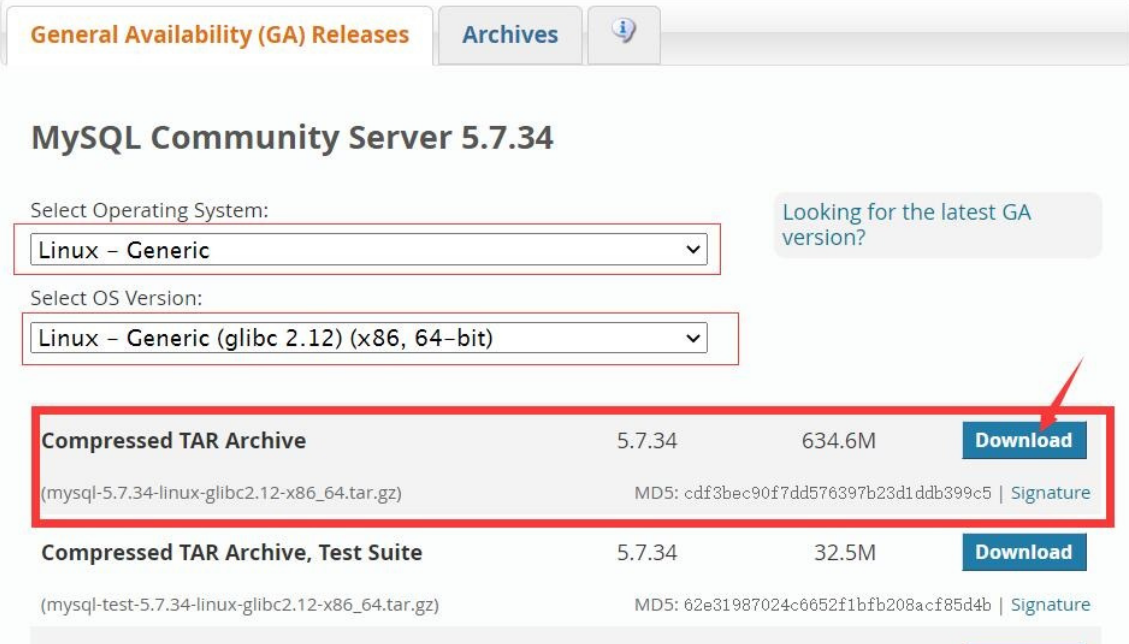 General Availability (GA) Releases
Archives
MySQL Community Server 5.7.34
Select Operating System:
Looking for the latest GA
version?
Linux – Generic
Select OS Version:
Linux – Generic (glibc 2.12) (x86, 64–bit)
Compressed TAR Archive 5.7.34 634.6M Download
(mysql-5.7.34-linux-glibc2.12-x86_64.tar.gz) MD5: cdf3bec90f7dd576397b23d1ddb399c5 | Signature
Compressed TAR Archive, Test Suite 5.7.34 32.5M Download
(mysql-test-5.7.34-linux-glibc2.12-x86_64.tar.gz) MD5: 62e31987024c6652f1bfb208acf85d4b | Signature